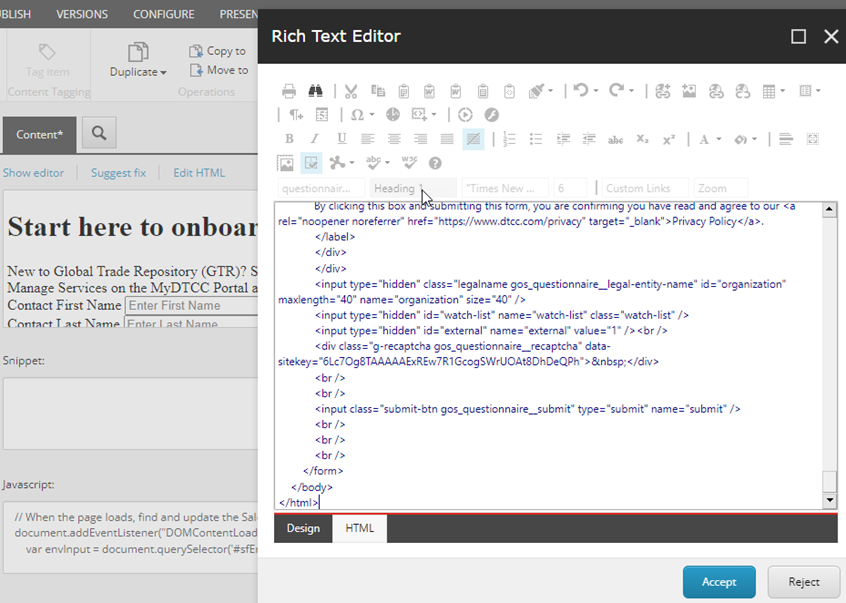 BLISH VERSIONS CONFIGURE PRESEN
Rich Text Editor
Tag item
Content Tagging
Duplicate
Copy to
Move to
Operations
Content*
Show editor Suggest fix Edit HTML
Start here to onboar
New to Global Trade Repository (GTR)? S
Manage Services on the MyDTCC Portal a
Contact First Name Enter First Name
Contact Last Name Enter Last Name
Snippet:
Javascript:
// When the page loads, find and update the Sal
document.addEventListener("DOMContentLoad
var envInput = document.querySelector('#sfEn
B I U abc X₂ X² A
abc W3C
questionnair... Heading 1 "Times New ... 6 Custom Links Zoom
By clicking this box and submitting this form, you are confirming you have read and agree to our <a
rel="noopener noreferrer" href="https://www.dtcc.com/privacy" target="_blank">Privacy Policy</a>.
</label>
</div>
</div>
<input type="hidden" class="legalname gos_questionnaire__legal-entity-name" id="organization"
maxlength="40" name="organization" size="40" />
<input type="hidden" id="watch-list" name="watch-list" class="watch-list" />
<input type="hidden" id="external" name="external" value="1" /><br />
<div class="g-recaptcha gos_questionnaire__recaptcha" data-
sitekey="6Lc7Og8TAAAAAExREw7R1GcogSWrUOAt8DhDeQPh">&nbsp;</div>
<br />
<br />
<input class="submit-btn gos_questionnaire__submit" type="submit" name="submit" />
<br />
<br />
<br />
</form>
</body>
</html>
Design HTML
Accept Reject